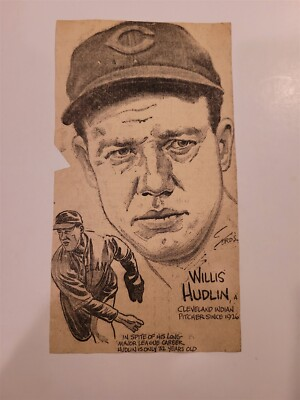 C
WILLIS
HUDLIN,
CLEVELAND INDIAN
PITCHER SINCE 1926
IN SPITE OF HIS LONG
MAJOR LEAGUE CAREER
HUDLIN IS ONLY 32 YEARS OLD